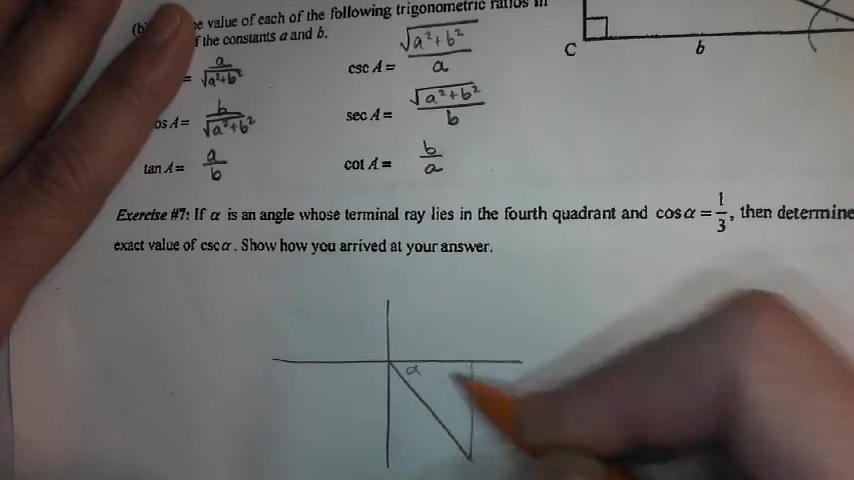 value of each of the following trigonometric ratios in
f the constants a and b.
= a/√a²+b²
csc A = √a²+b²/a
os A = b/√a²+b²
sec A = √a²+b²/b
tan A = a/b
cot A = b/a
C
b
Exercise #7: If α is an angle whose terminal ray lies in the fourth quadrant and cos α = 1/3, then determine
exact value of csc α. Show how you arrived at your answer.
α